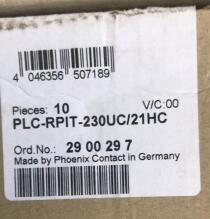 4 046356 507189
Pieces: 10 V/C:00
PLC-RPIT-230UC/21HC
Ord.No.: 29 00 29 7
Made by Phoenix Contact in Germany